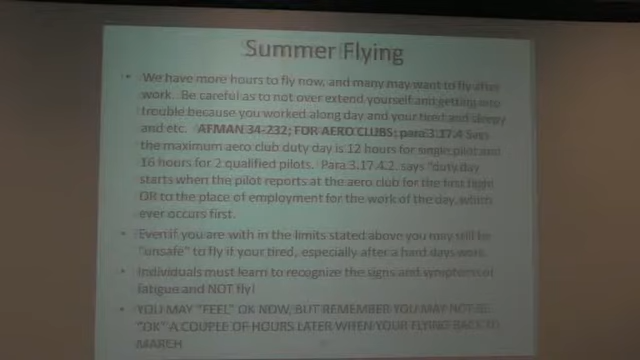 Summer Flying
• We have more hours to fly now, and many may want to fly after
work. Be careful as to not over extend yourself and getting into
trouble because you worked along day and your tired and sleepy
and etc. AFMAN 34-232; FOR AERO CLUBS; para3.17.4 Says
the maximum aero club duty day is 12 hours for single pilot and
16 hours for 2 qualified pilots. Para 3.17.4.2. says "duty day
starts when the pilot reports at the aero club for the first flight
OR to the place of employment for the work of the day, which
ever occurs first.
• Even if you are with in the limits stated above you may still be
"unsafe" to fly if your tired, especially after a hard days work.
• Individuals must learn to recognize the signs and symptoms of
fatigue and NOT fly!
• YOU MAY "FEEL" OK NOW, BUT REMEMBER YOU MAY NOT BE
"OK" A COUPLE OF HOURS LATER WHEN YOUR FLYING BACK TO
MARCH